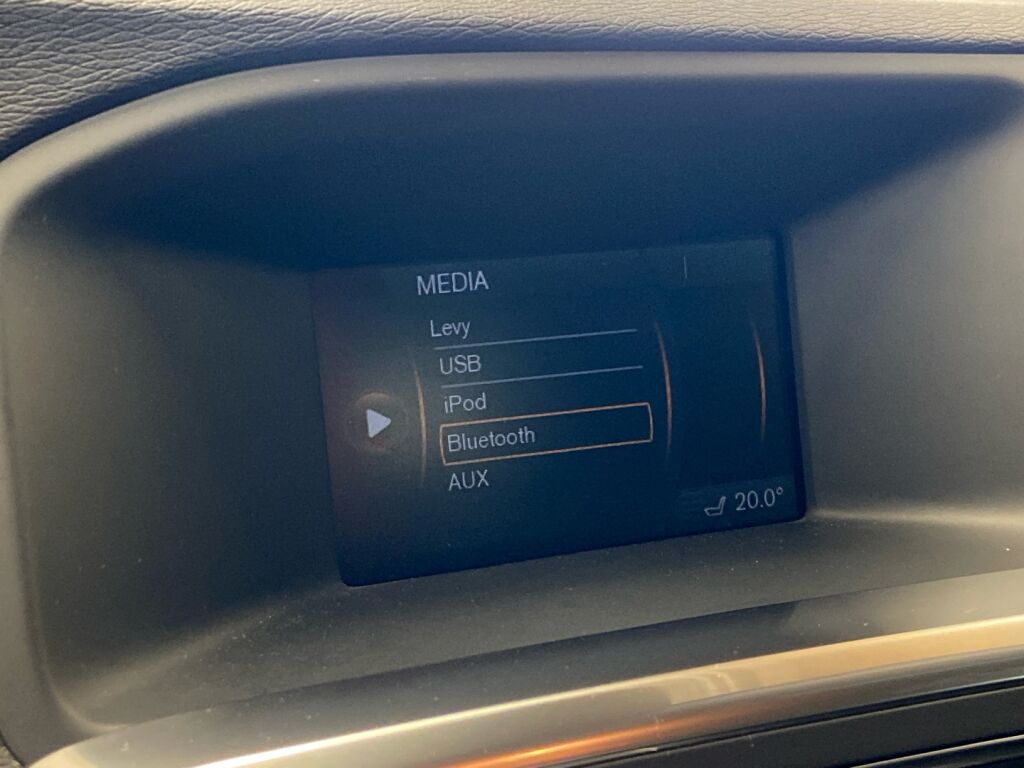 MEDIA
Levy
USB
iPod
Bluetooth
AUX
20.0°